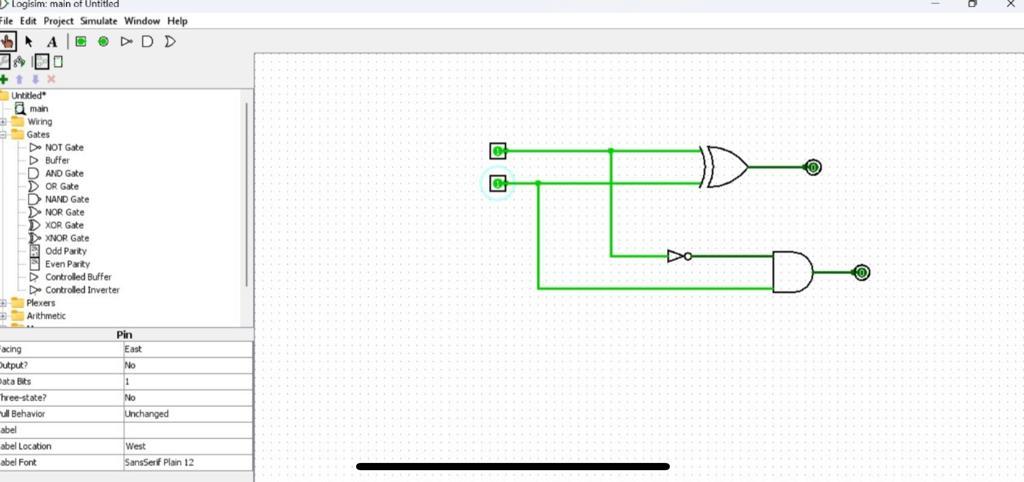 Logisim: main of Untitled
File Edit Project Simulate Window Help
A
Untitled*
main
Wiring
Gates
NOT Gate
Buffer
AND Gate
OR Gate
NAND Gate
NOR Gate
XOR Gate
XNOR Gate
Odd Parity
Even Parity
Controlled Buffer
Controlled Inverter
Plexers
Arithmetic
Pin
Facing East
Output? No
Data Bits 1
Three-state? No
Pull Behavior Unchanged
Label
Label Location West
Label Font SansSerif Plain 12
1
0
1
0